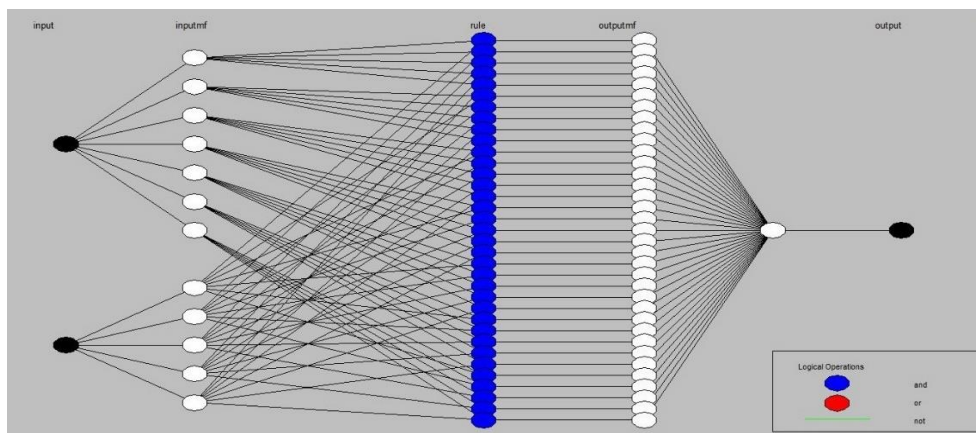 input
inputmf
rule
outputmf
output
Logical Operations
and
or
not